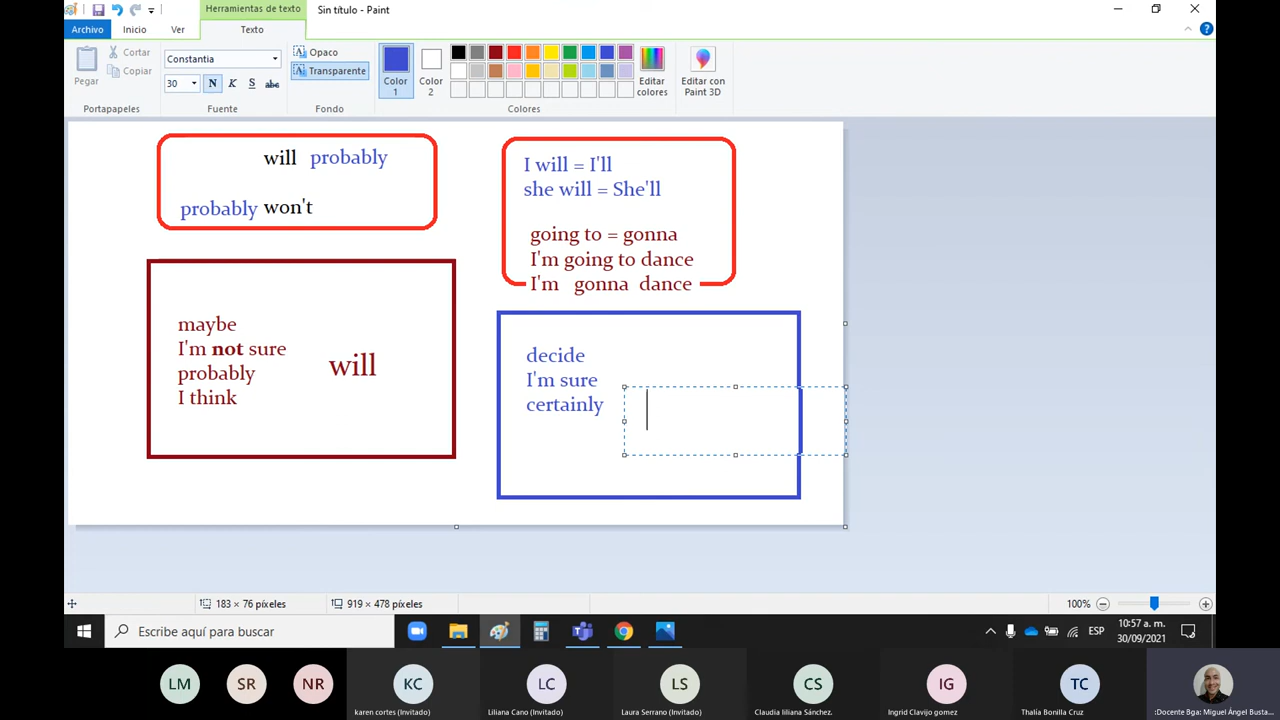 Herramientas de texto
Sin título - Paint
Archivo
Inicio
Ver
Texto
Pegar
Cortar
Copiar
Portapapeles
Constantia
30
N K S abc
Fuente
Opaco
Transparente
Fondo
Color 1
Color 2
Editar colores
Editar con Paint 3D
Colores
will probably
probably won't
I will = I'll
she will = She'll
going to = gonna
I'm going to dance
I'm gonna dance
maybe
I'm not sure
probably
I think
will
decide
I'm sure
certainly
183 × 76 píxeles
919 × 478 píxeles
100%
Escribe aquí para buscar
ESP
10:57 a. m.
30/09/2021
LM
SR
NR
KC
LC
LS
CS
IG
TC
karen cortes (Invitado)
Liliana Cano (Invitado)
Laura Serrano (Invitado)
Claudia liliana Sánchez.
Ingrid Clavijo gomez
Thalía Bonilla Cruz
:Docente Bga: Miguel Ángel Busta...